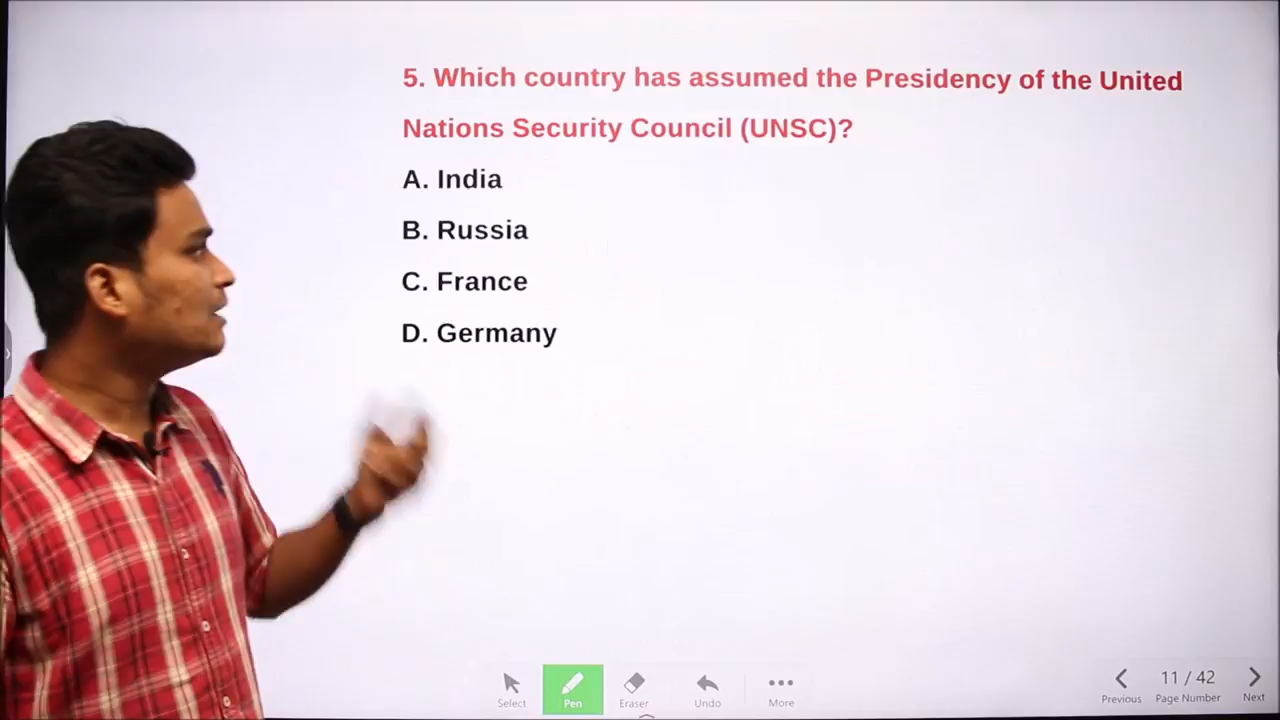 5. Which country has assumed the Presidency of the United
Nations Security Council (UNSC)?
A. India
B. Russia
C. France
D. Germany
Select
Pen
Eraser
Undo
More
Previous
11 / 42
Page Number
Next